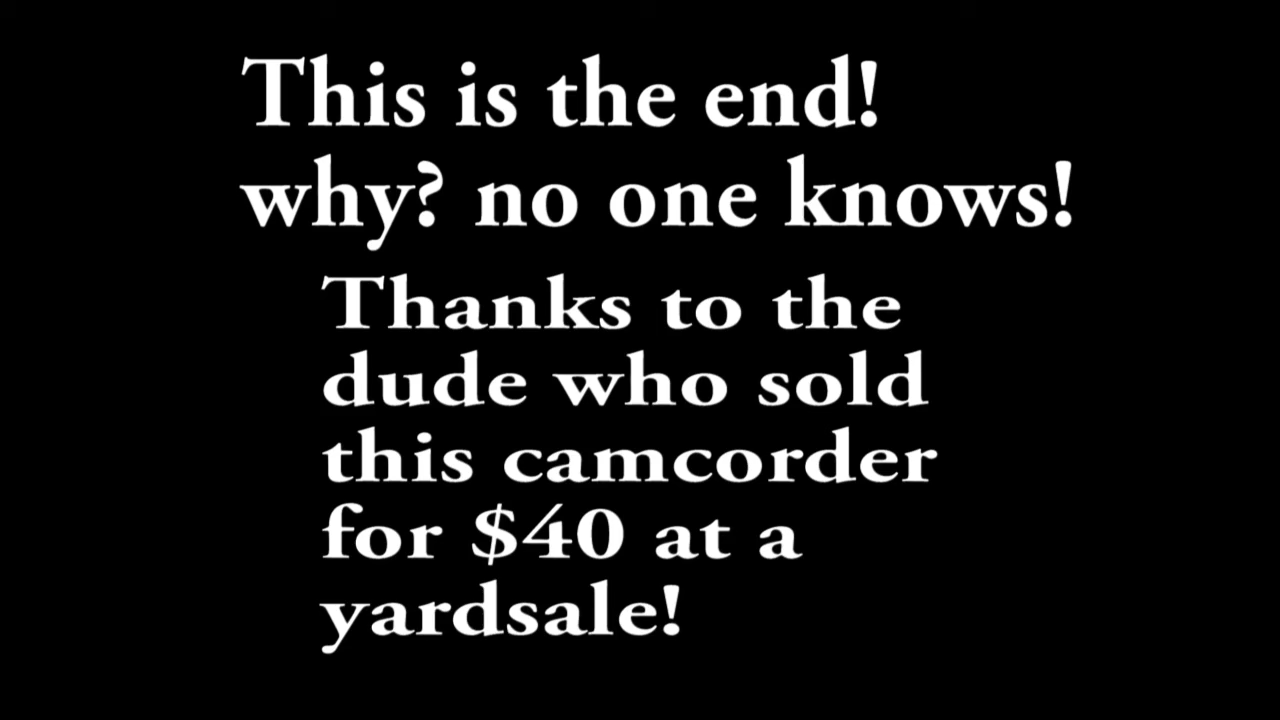 This is the end!
why? no one knows!
Thanks to the
dude who sold
this camcorder
for $40 at a
yardsale!